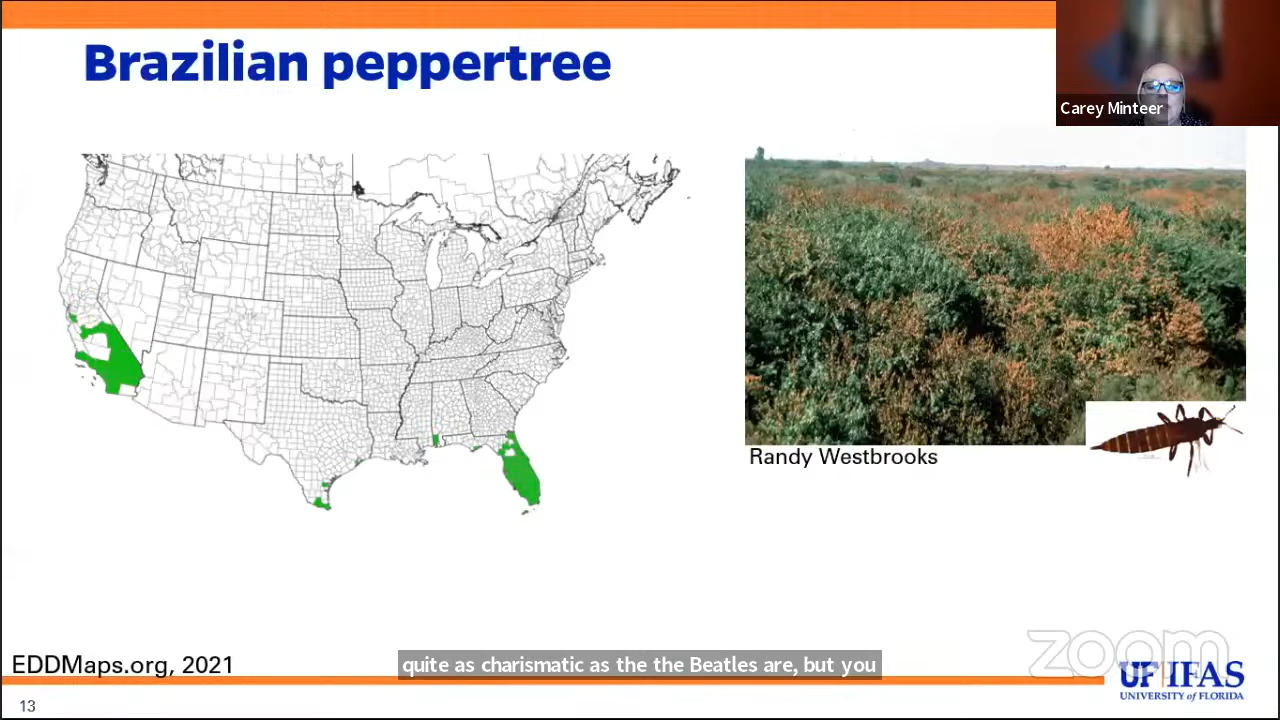 Brazilian peppertree
Carey Minteer
Randy Westbrooks
EDDMaps.org, 2021
quite as charismatic as the the Beatles are, but you
zoom
UF IFAS
UNIVERSITY of FLORIDA
13